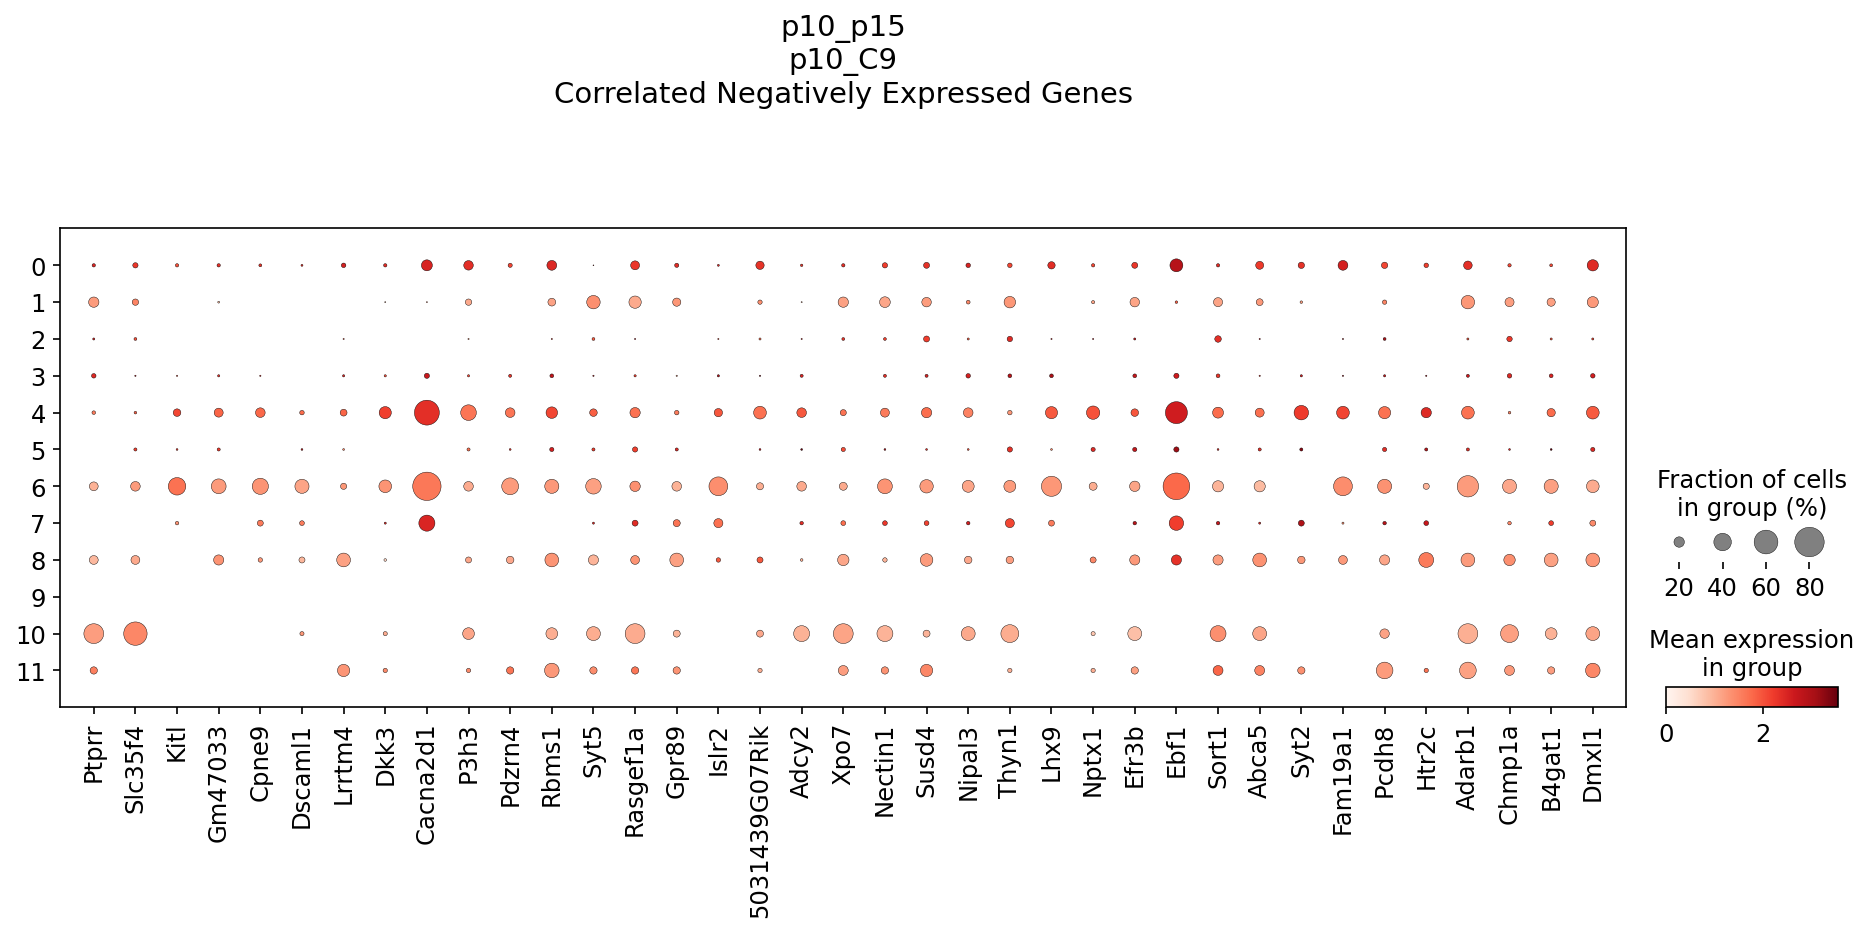 p10_p15
p10_C9
Correlated Negatively Expressed Genes
0
1
2
3
4
5
6
7
8
9
10
11
Ptprr
Slc35f4
Kitl
Gm47033
Cpne9
Dscaml1
Lrrtm4
Dkk3
Cacna2d1
P3h3
Pdzrn4
Rbms1
Syt5
Rasgef1a
Gpr89
Islr2
5031439G07Rik
Adcy2
Xpo7
Nectin1
Susd4
Nipal3
Thyn1
Lhx9
Nptx1
Efr3b
Ebf1
Sort1
Abca5
Syt2
Fam19a1
Pcdh8
Htr2c
Adarb1
Chmp1a
B4gat1
Dmxl1
Fraction of cells
in group (%)
20 40 60 80
Mean expression
in group
0 2